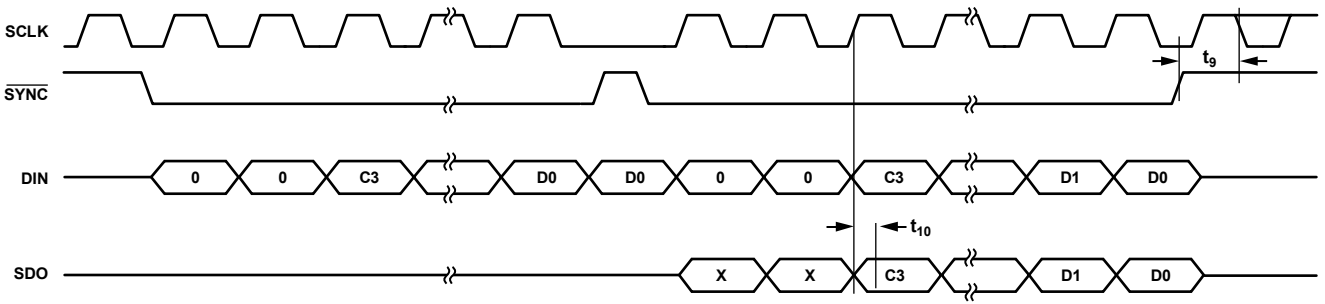 SCLK
t9
SYNC
DIN 0 0 C3 D0 D0 0 0 C3 D1 D0
t10
SDO X X C3 D1 D0